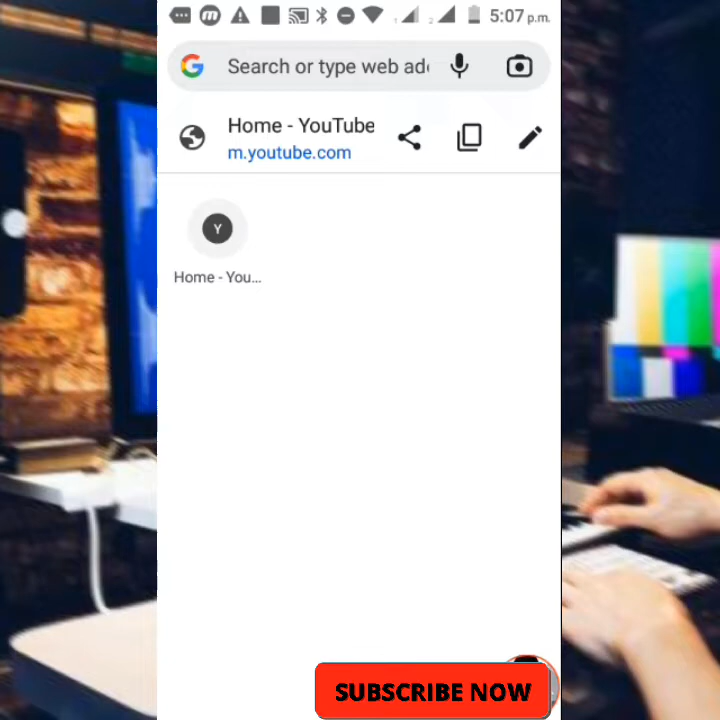 5:07 p.m.
Search or type web ad
Home - YouTube
m.youtube.com
Y
Home - You...
SUBSCRIBE NOW